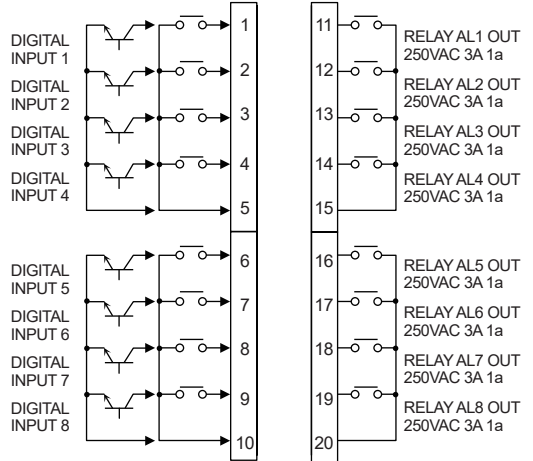 DIGITAL
INPUT 1
DIGITAL
INPUT 2
DIGITAL
INPUT 3
DIGITAL
INPUT 4
1
2
3
4
5
11
12
13
14
15
RELAY AL1 OUT
250VAC 3A 1a
RELAY AL2 OUT
250VAC 3A 1a
RELAY AL3 OUT
250VAC 3A 1a
RELAY AL4 OUT
250VAC 3A 1a
DIGITAL
INPUT 5
DIGITAL
INPUT 6
DIGITAL
INPUT 7
DIGITAL
INPUT 8
6
7
8
9
10
16
17
18
19
20
RELAY AL5 OUT
250VAC 3A 1a
RELAY AL6 OUT
250VAC 3A 1a
RELAY AL7 OUT
250VAC 3A 1a
RELAY AL8 OUT
250VAC 3A 1a